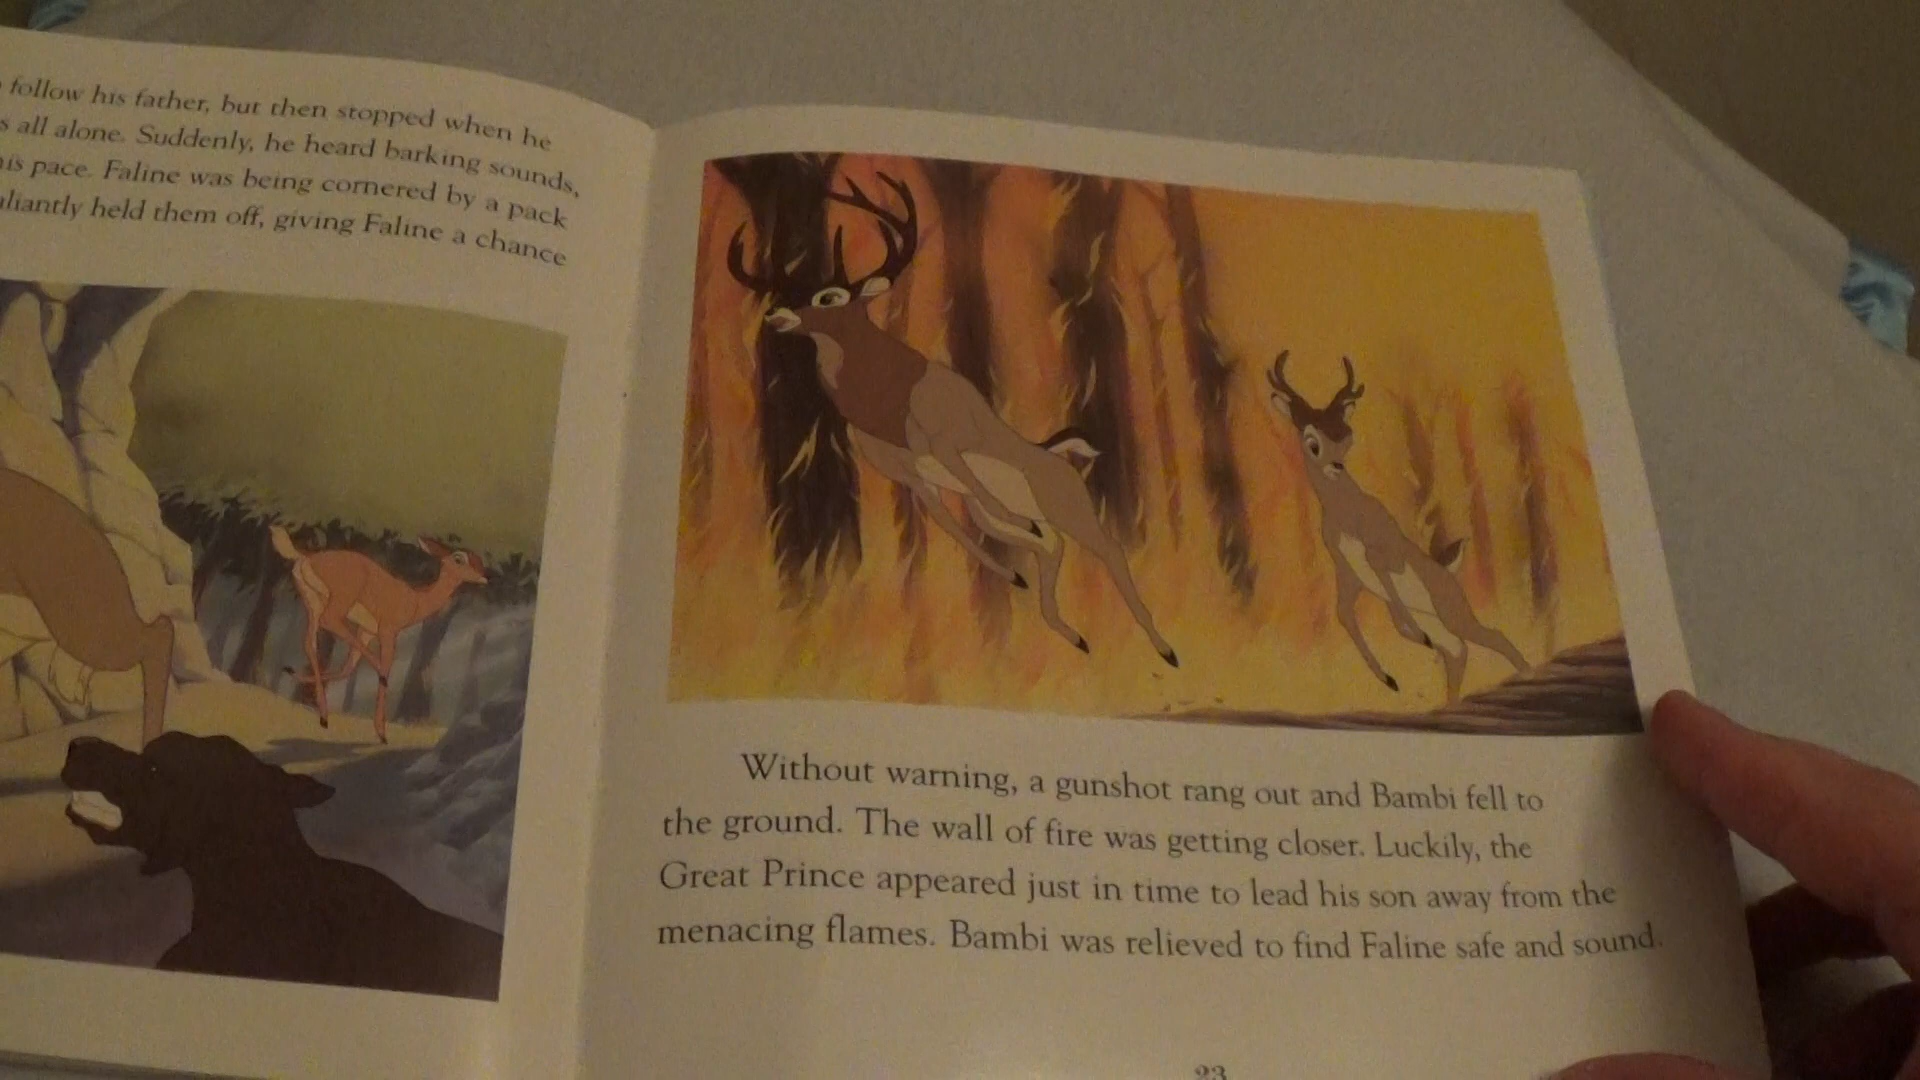 follow his father, but then stopped when he
all alone. Suddenly, he heard barking sounds,
his pace. Faline was being cornered by a pack
held them off, giving Faline a chance
Without warning, a gunshot rang out and Bambi fell to
the ground. The wall of fire was getting closer. Luckily, the
Great Prince appeared just in time to lead his son away from the
menacing flames. Bambi was relieved to find Faline safe and sound.
23